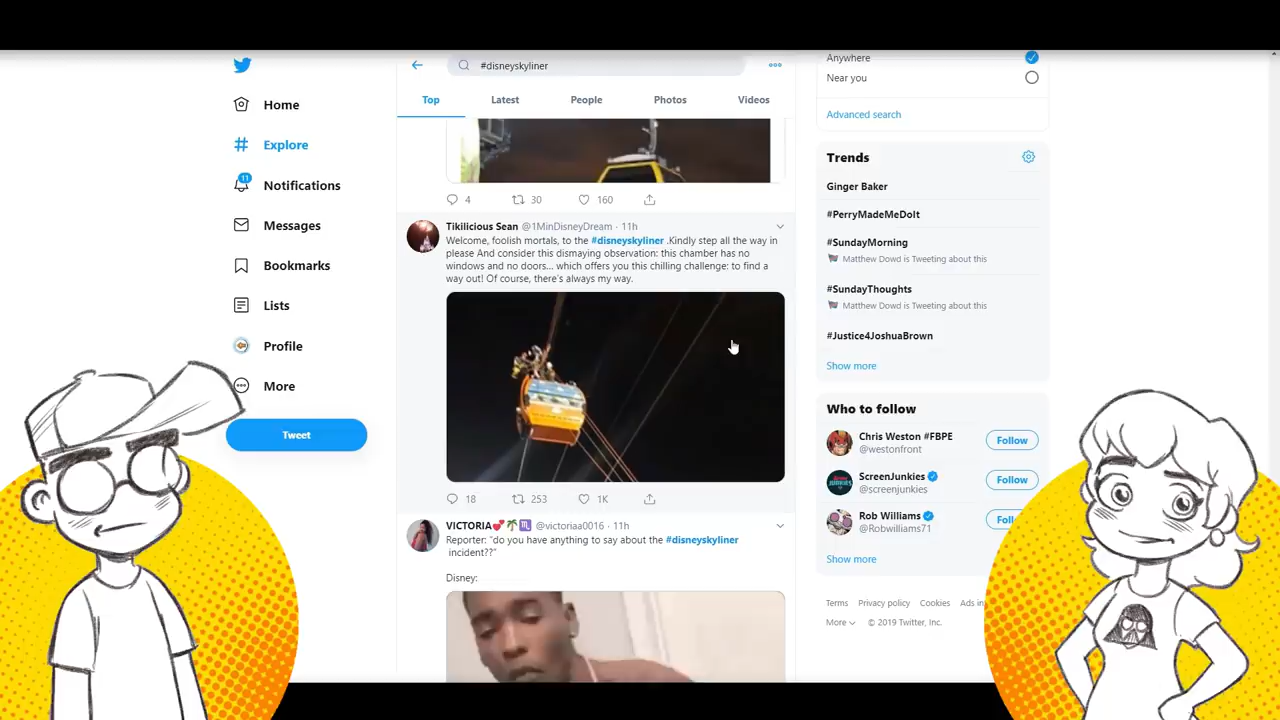 #disneyskyliner
Top
Latest
People
Photos
Videos
Home
Explore
11
Notifications
Messages
Bookmarks
Lists
Profile
More
Tweet
4
30
160
Tikilicious Sean @1MinDisneyDream · 11h
Welcome, foolish mortals, to the #disneyskyliner .Kindly step all the way in
please And consider this dismaying observation: this chamber has no
windows and no doors... which offers you this chilling challenge: to find a
way out! Of course, there's always my way.
18
253
1K
VICTORIA💕🌴♏ @victoriaa0016 · 11h
Reporter: "do you have anything to say about the #disneyskyliner
incident??"
Disney:
Anywhere
Near you
Advanced search
Trends
Ginger Baker
#PerryMadeMeDoIt
#SundayMorning
Matthew Dowd is Tweeting about this
#SundayThoughts
Matthew Dowd is Tweeting about this
#Justice4JoshuaBrown
Show more
Who to follow
Chris Weston #FBPE
@westonfront
Follow
ScreenJunkies
@screenjunkies
Follow
Rob Williams
@Robwilliams71
Foll
Show more
Terms Privacy policy Cookies Ads in
More © 2019 Twitter, Inc.